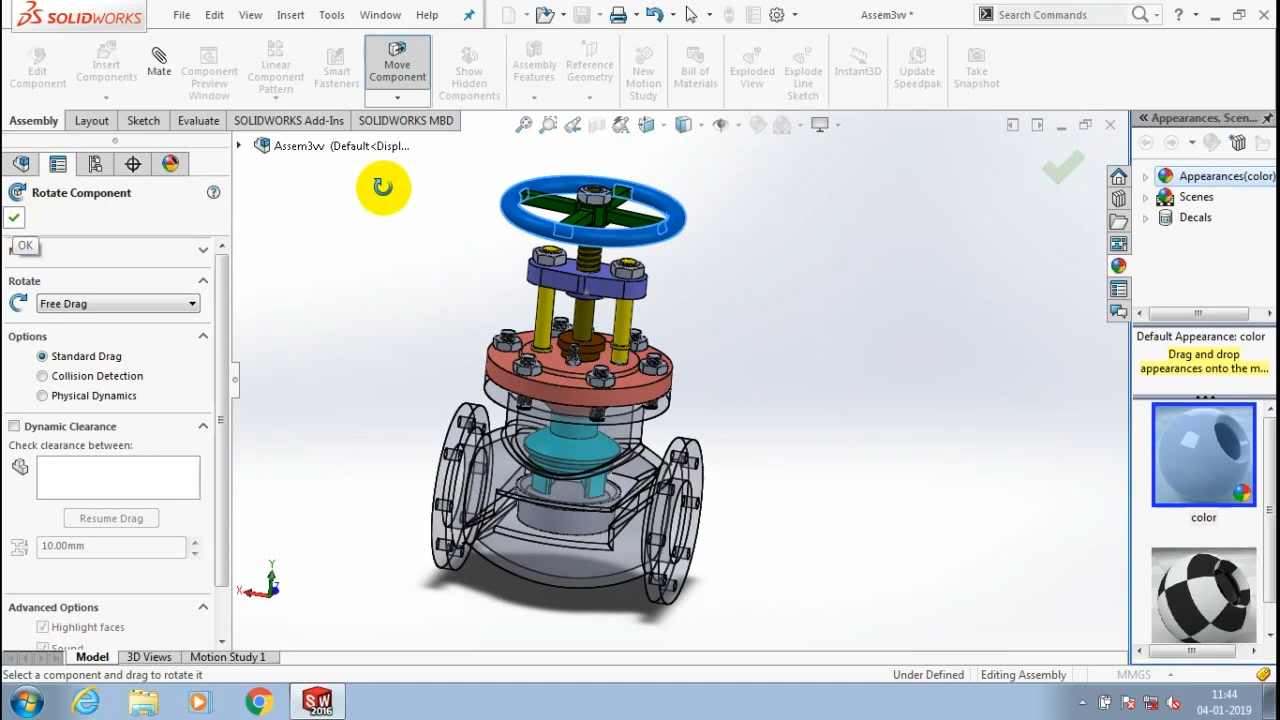 SOLIDWORKS
File Edit View Insert Tools Window Help
Assem3vv *
Search Commands
?
Edit Component
Insert Components
Mate
Component Preview Window
Linear Component Pattern
Smart Fasteners
Move Component
Show Hidden Components
Assembly Features
Reference Geometry
New Motion Study
Bill of Materials
Exploded View
Explode Line Sketch
Instant3D
Update Speedpak
Take Snapshot
Assembly Layout Sketch Evaluate SOLIDWORKS Add-Ins SOLIDWORKS MBD
Assem3vv (Default<Displ...
Rotate Component
?
OK
Rotate
Free Drag
Options
Standard Drag
Collision Detection
Physical Dynamics
Dynamic Clearance
Check clearance between:
Resume Drag
10.00mm
Advanced Options
Highlight faces
Sound
Y
X
Z
Appearances, Scen...
Appearances(color)
Scenes
Decals
Default Appearance: color
Drag and drop
appearances onto the m...
color
Model 3D Views Motion Study 1
Select a component and drag to rotate it
Under Defined Editing Assembly MMGS
SW
2016
11:44
04-01-2019